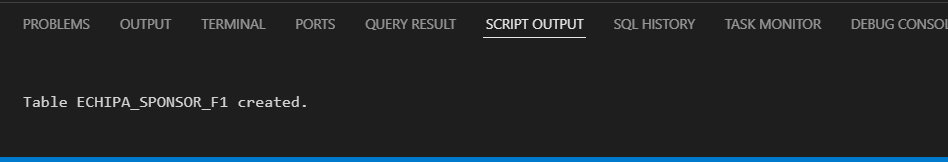 PROBLEMS OUTPUT TERMINAL PORTS QUERY RESULT SCRIPT OUTPUT SQL HISTORY TASK MONITOR DEBUG CONSOL
Table ECHIPA_SPONSOR_F1 created.